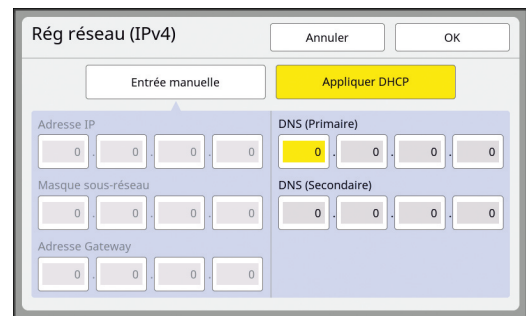 Rég réseau (IPv4)
Annuler
OK
Entrée manuelle
Appliquer DHCP
Adresse IP
0 . 0 . 0 . 0
Masque sous-réseau
0 . 0 . 0 . 0
Adresse Gateway
0 . 0 . 0 . 0
DNS (Primaire)
0 . 0 . 0 . 0
DNS (Secondaire)
0 . 0 . 0 . 0